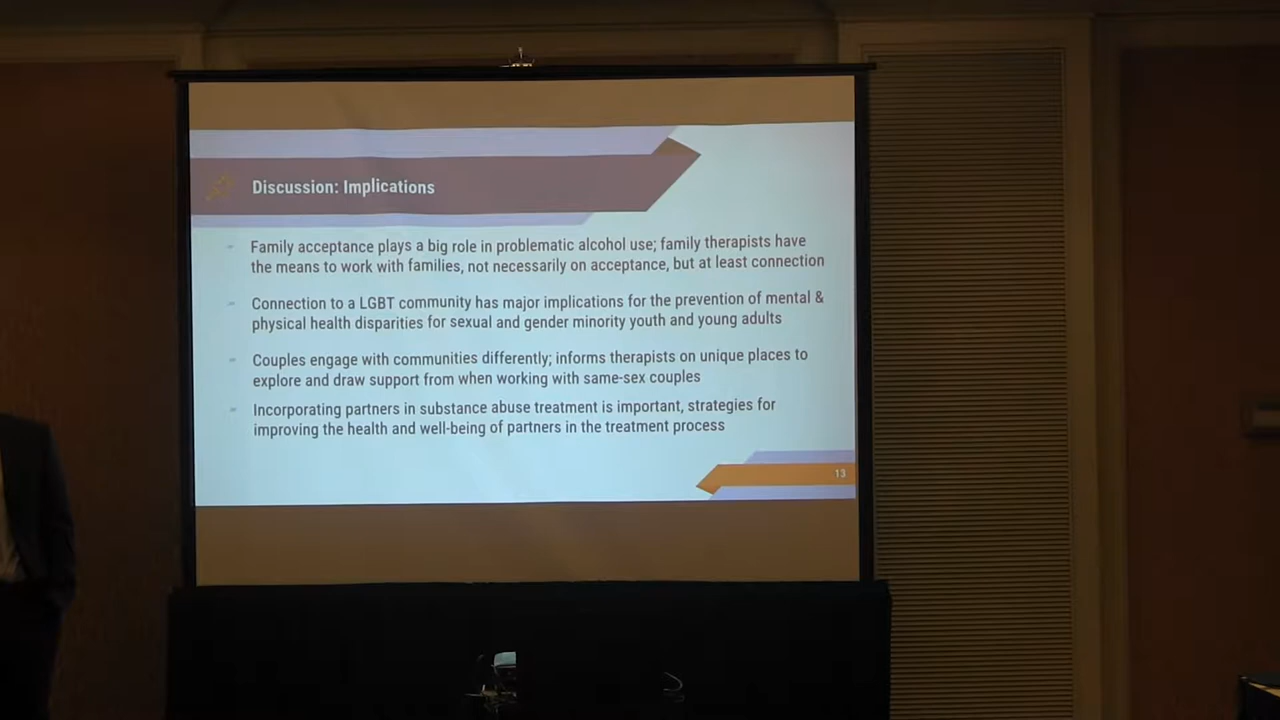 Discussion: Implications
- Family acceptance plays a big role in problematic alcohol use; family therapists have
the means to work with families, not necessarily on acceptance, but at least connection
- Connection to a LGBT community has major implications for the prevention of mental &
physical health disparities for sexual and gender minority youth and young adults
- Couples engage with communities differently; informs therapists on unique places to
explore and draw support from when working with same-sex couples
- Incorporating partners in substance abuse treatment is important, strategies for
improving the health and well-being of partners in the treatment process
13